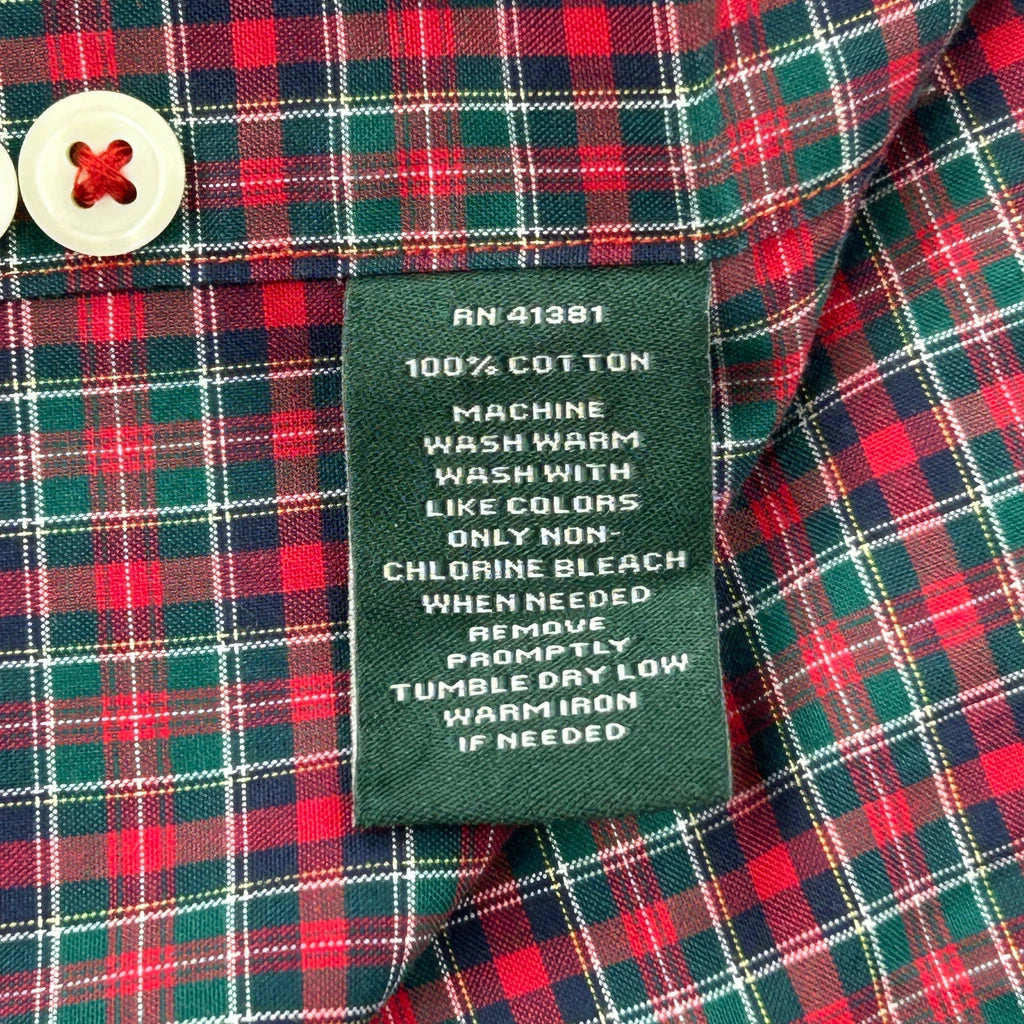 RN 41381
100% COTTON
MACHINE
WASH WARM
WASH WITH
LIKE COLORS
ONLY NON-
CHLORINE BLEACH
WHEN NEEDED
REMOVE
PROMPTLY
TUMBLE DRY LOW
WARM IRON
IF NEEDED